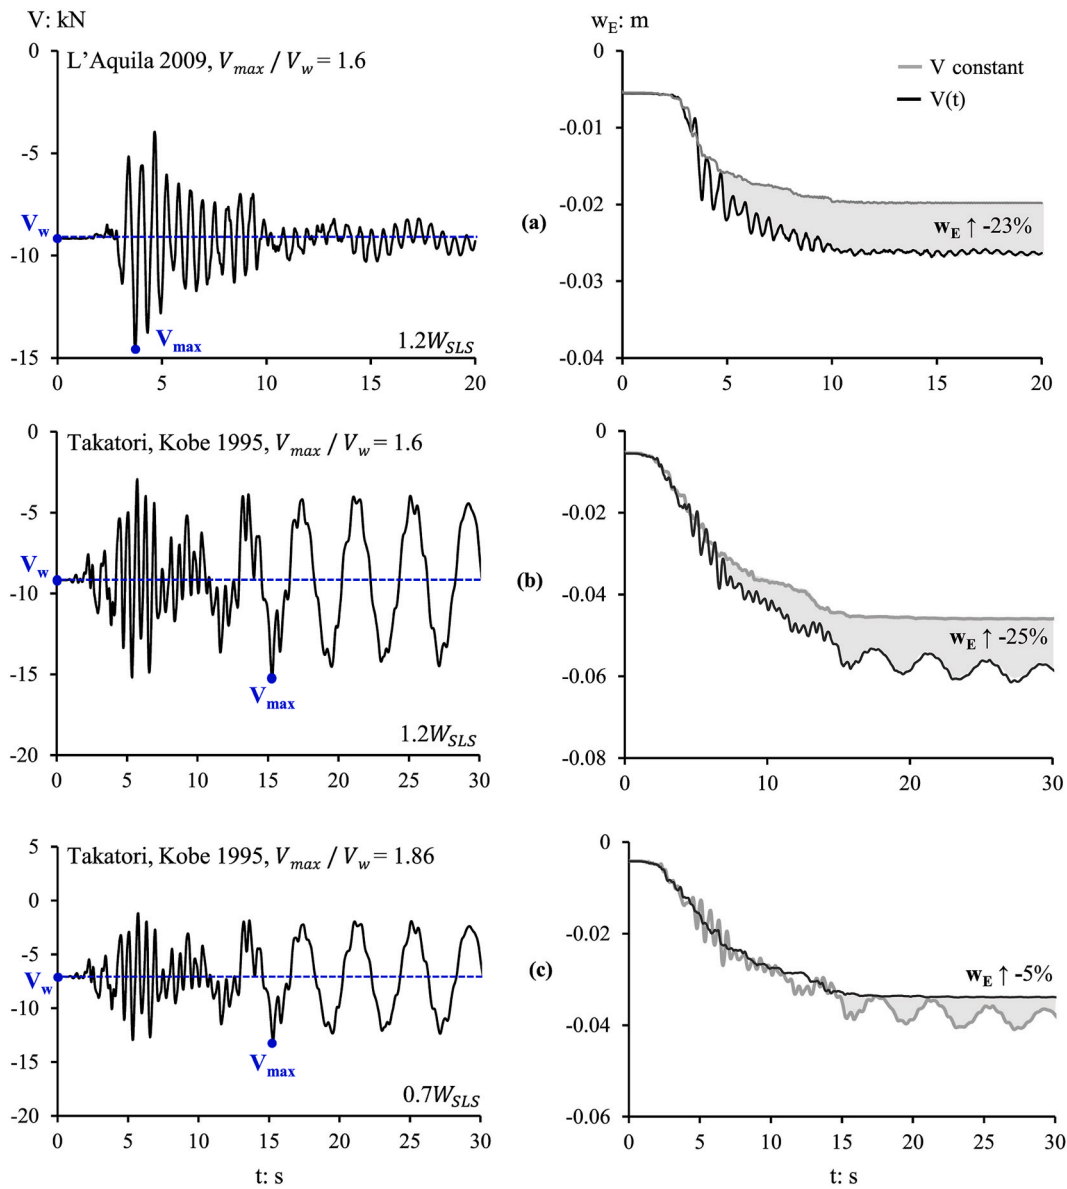 V: kN
w_E: m
L’Aquila 2009, V_max / V_w = 1.6
0
-5
-10
-15
V_w
V_max
1.2W_SLS
0 5 10 15 20
(a)
0
-0.01
-0.02
-0.03
-0.04
V constant
V(t)
w_E ↑ -23%
0 5 10 15 20
Takatori, Kobe 1995, V_max / V_w = 1.6
0
-5
-10
-15
-20
V_w
V_max
1.2W_SLS
0 5 10 15 20 25 30
(b)
0
-0.02
-0.04
-0.06
-0.08
w_E ↑ -25%
0 10 20 30
Takatori, Kobe 1995, V_max / V_w = 1.86
5
0
-5
-10
-15
-20
V_w
V_max
0.7W_SLS
0 5 10 15 20 25 30
t: s
(c)
0
-0.02
-0.04
-0.06
w_E ↑ -5%
0 5 10 15 20 25 30
t: s